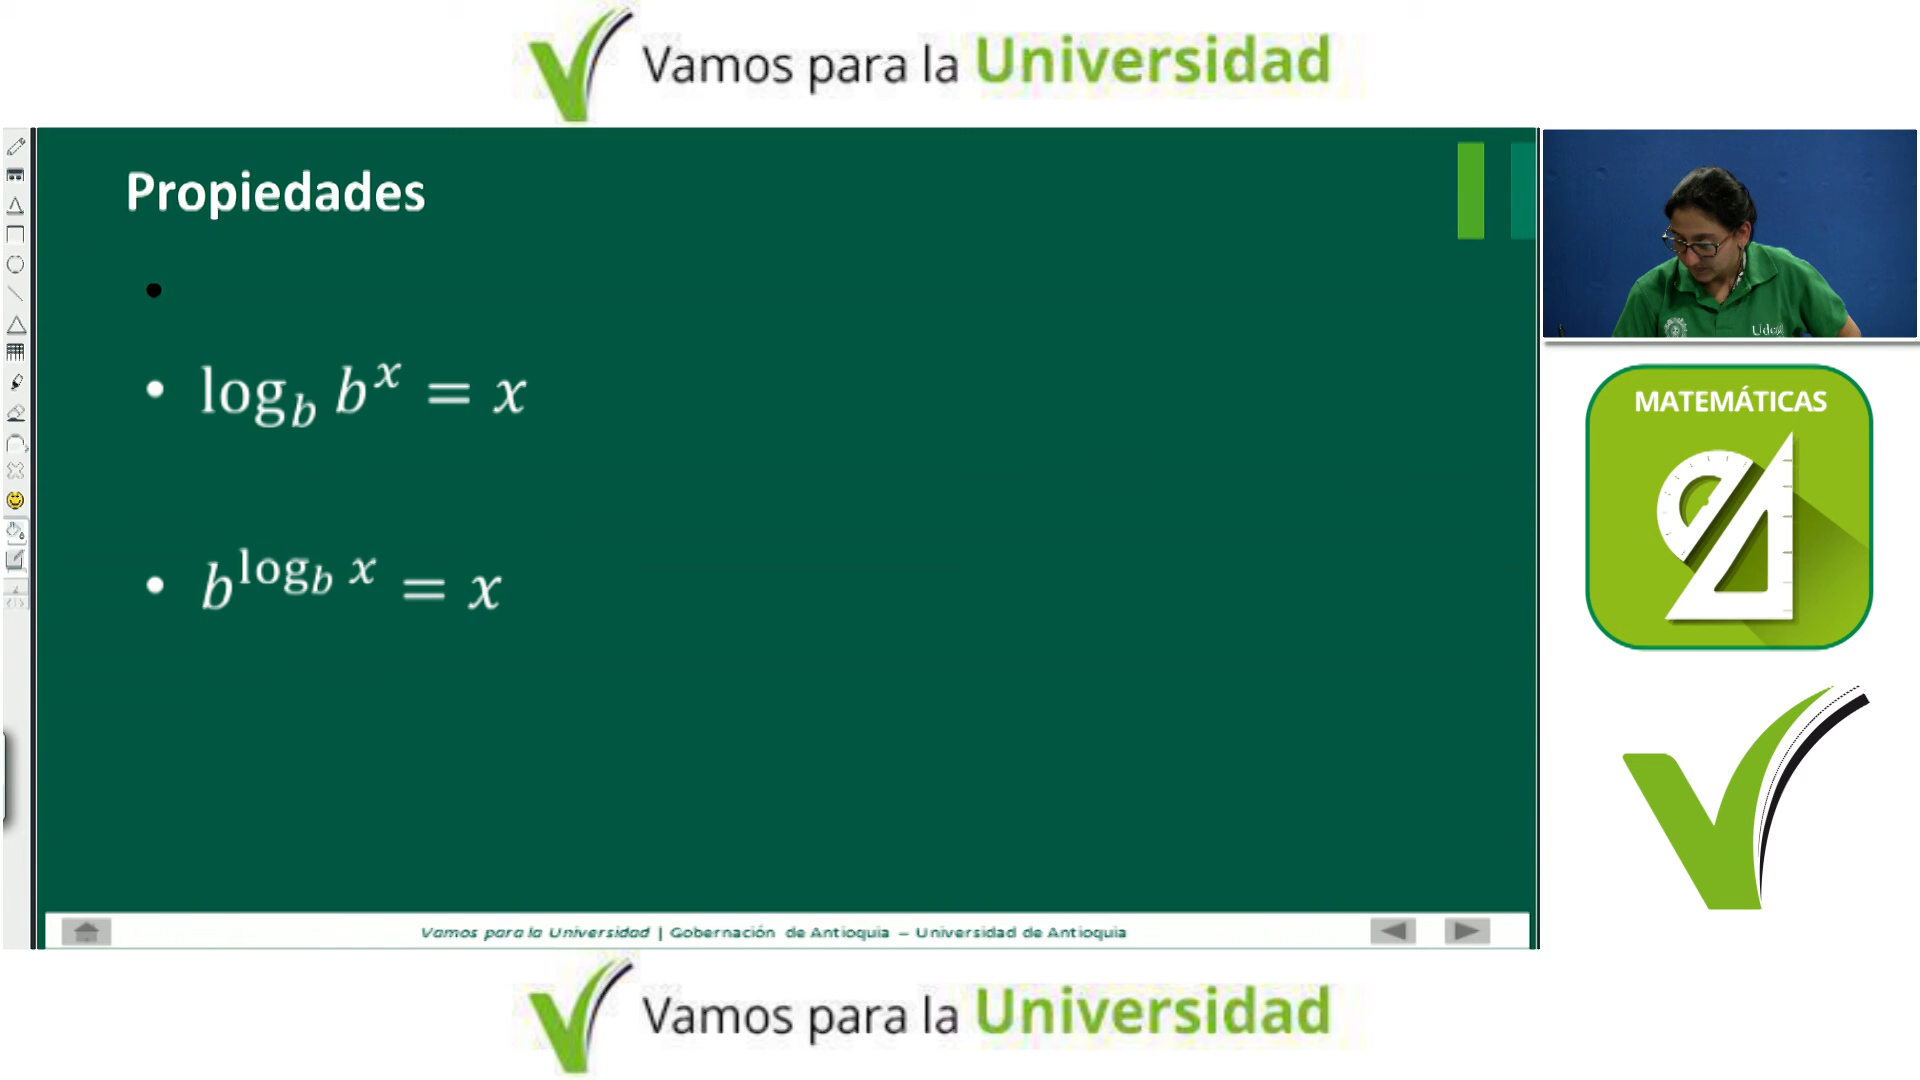 Vamos para la Universidad
Propiedades
•
• log_b b^x = x
• b^{log_b x} = x
MATEMÁTICAS
Vamos para la Universidad | Gobernación de Antioquia – Universidad de Antioquia
Vamos para la Universidad